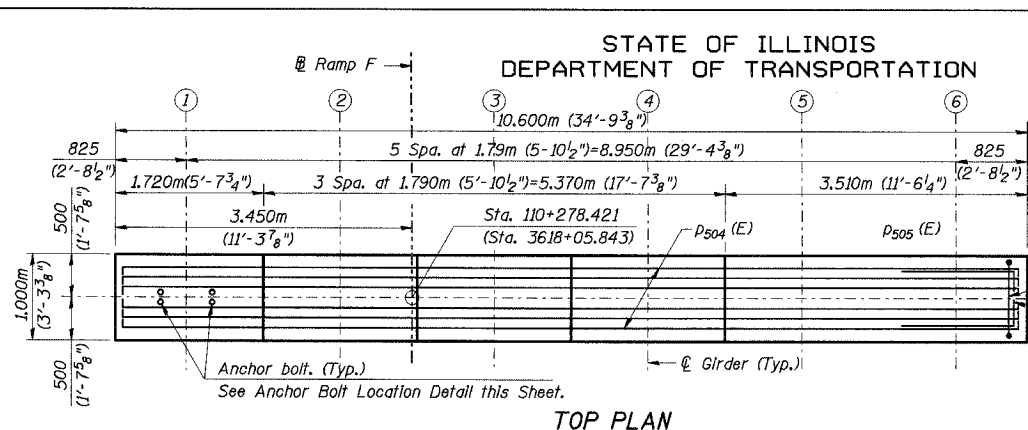 STATE OF ILLINOIS
DEPARTMENT OF TRANSPORTATION
℄ Ramp F
1 2 3 4 5 6
10.600m (34'-9 3/8")
825
(2'-8 1/2")
5 Spa. at 1.79m (5-10 1/2")=8.950m (29'-4 3/8")
825
(2'-8 1/2")
1.720m(5'-7 3/4")
3 Spa. at 1.790m (5'-10 1/2")=5.370m (17'-7 3/8")
3.510m (11'-6 1/4")
500
(1'-7 5/8")
3.450m
(11'-3 7/8")
Sta. 110+278.421
(Sta. 3618+05.843)
p504 (E)
p505 (E)
1.000m
(3'-3 3/8")
500
(1'-7 5/8")
Anchor bolt. (Typ.)
See Anchor Bolt Location Detail this Sheet.
℄ Girder (Typ.)
TOP PLAN